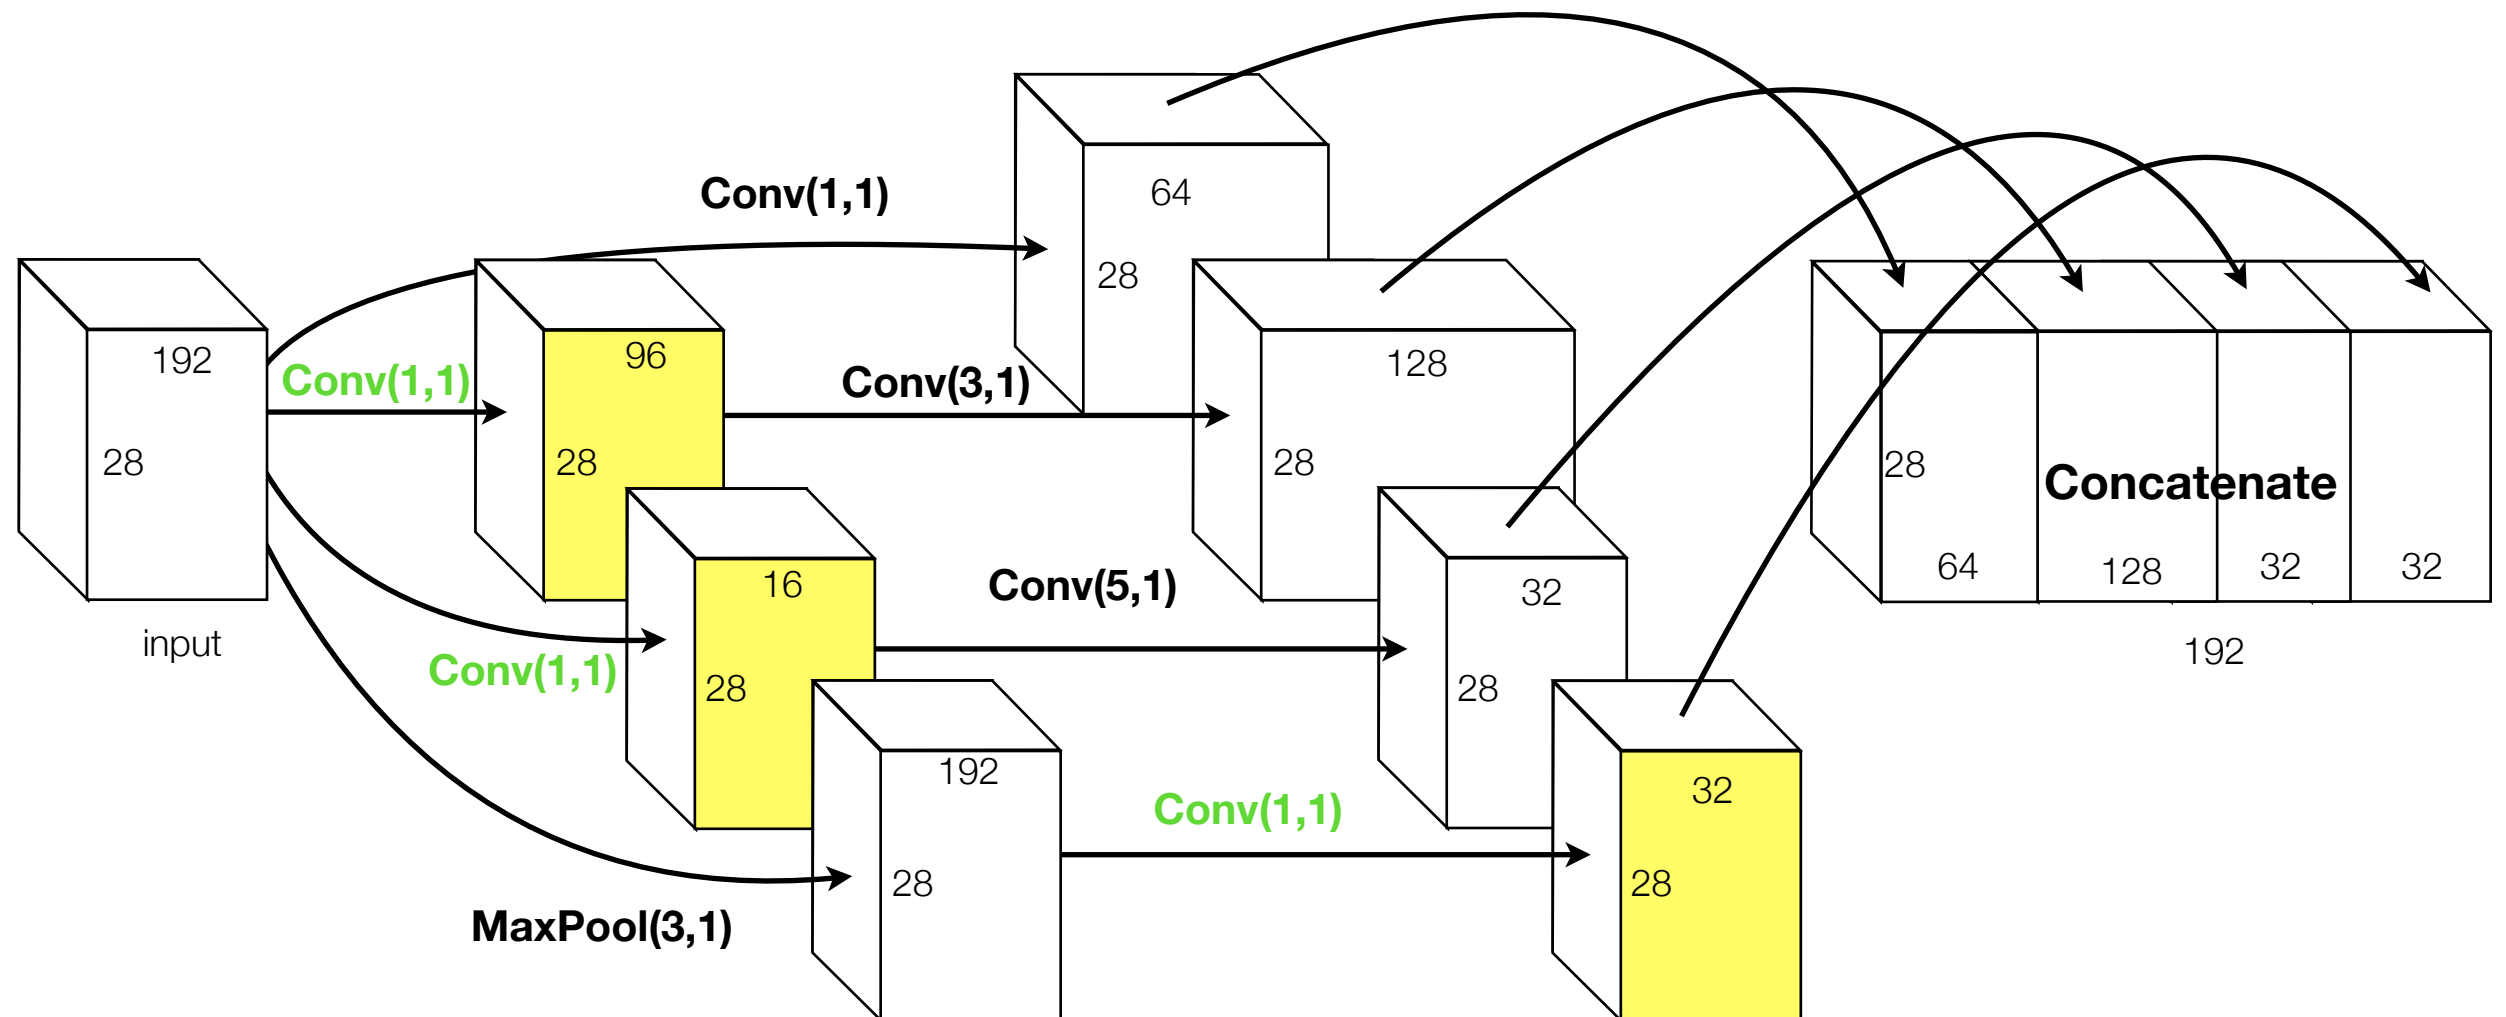 Conv(1,1)
64
28
192
28
input
Conv(1,1)
96
28
Conv(3,1)
128
28
Conv(1,1)
16
28
Conv(5,1)
32
28
MaxPool(3,1)
192
28
Conv(1,1)
32
28
28
Concatenate
64
128
32
32
192